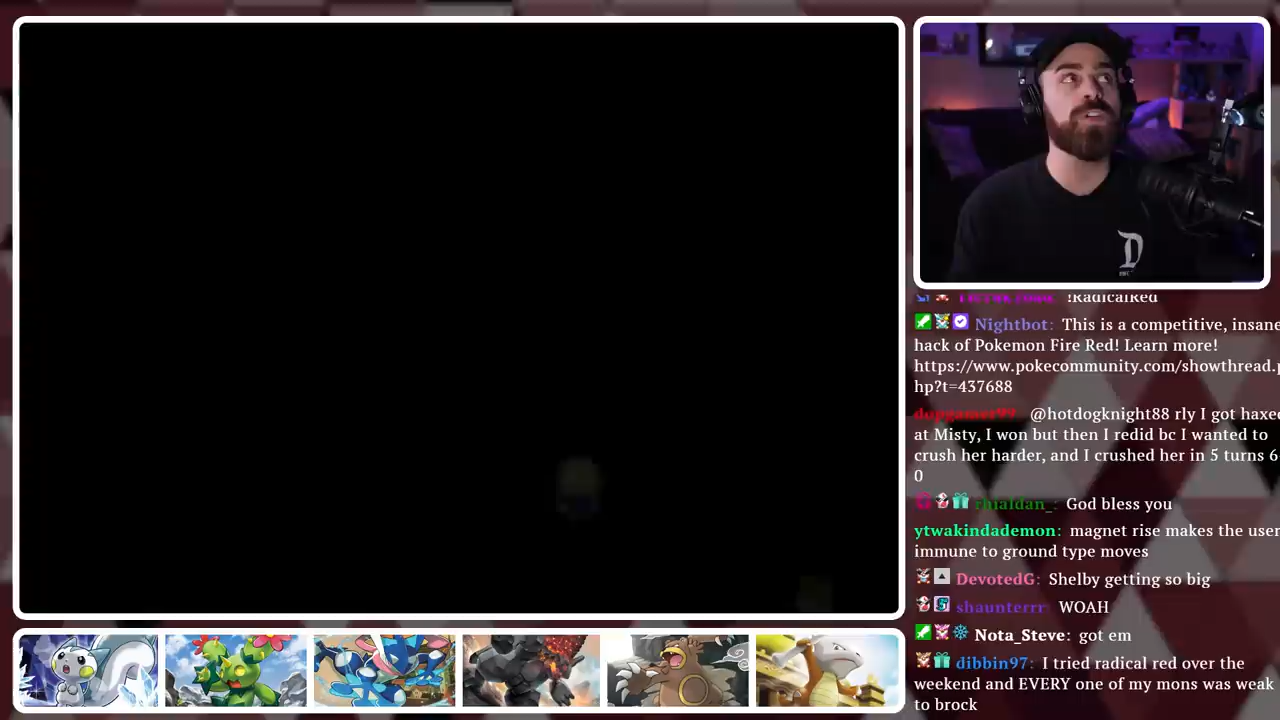 D
!RadicalRed
Nightbot: This is a competitive, insane
hack of Pokemon Fire Red! Learn more!
https://www.pokecommunity.com/showthread.p
hp?t=437688
@hotdogknight88 rly I got haxed
at Misty, I won but then I redid bc I wanted to
crush her harder, and I crushed her in 5 turns 6-
0
rhialdan_: God bless you
ytwakindademon: magnet rise makes the user
immune to ground type moves
DevotedG: Shelby getting so big
shaunterrr: WOAH
Nota_Steve: got em
dibbin97: I tried radical red over the
weekend and EVERY one of my mons was weak
to brock